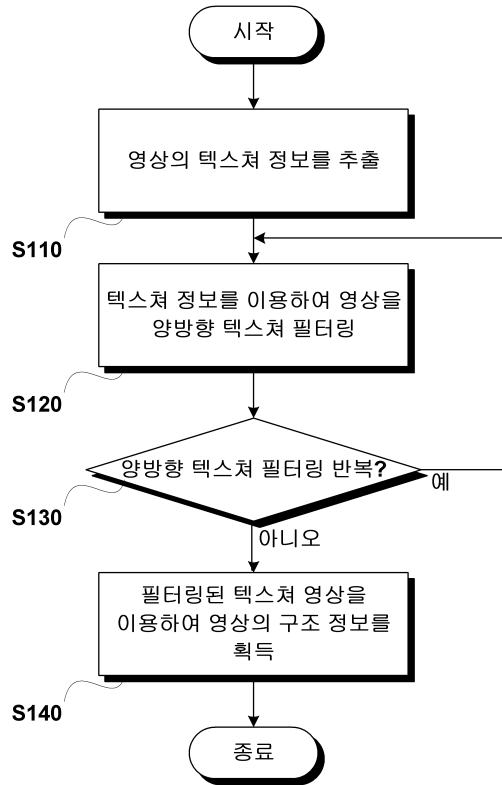 시작
영상의 텍스쳐 정보를 추출
S110
텍스쳐 정보를 이용하여 영상을
양방향 텍스쳐 필터링
S120
양방향 텍스쳐 필터링 반복?
예
S130
아니오
필터링된 텍스쳐 영상을
이용하여 영상의 구조 정보를
획득
S140
종료